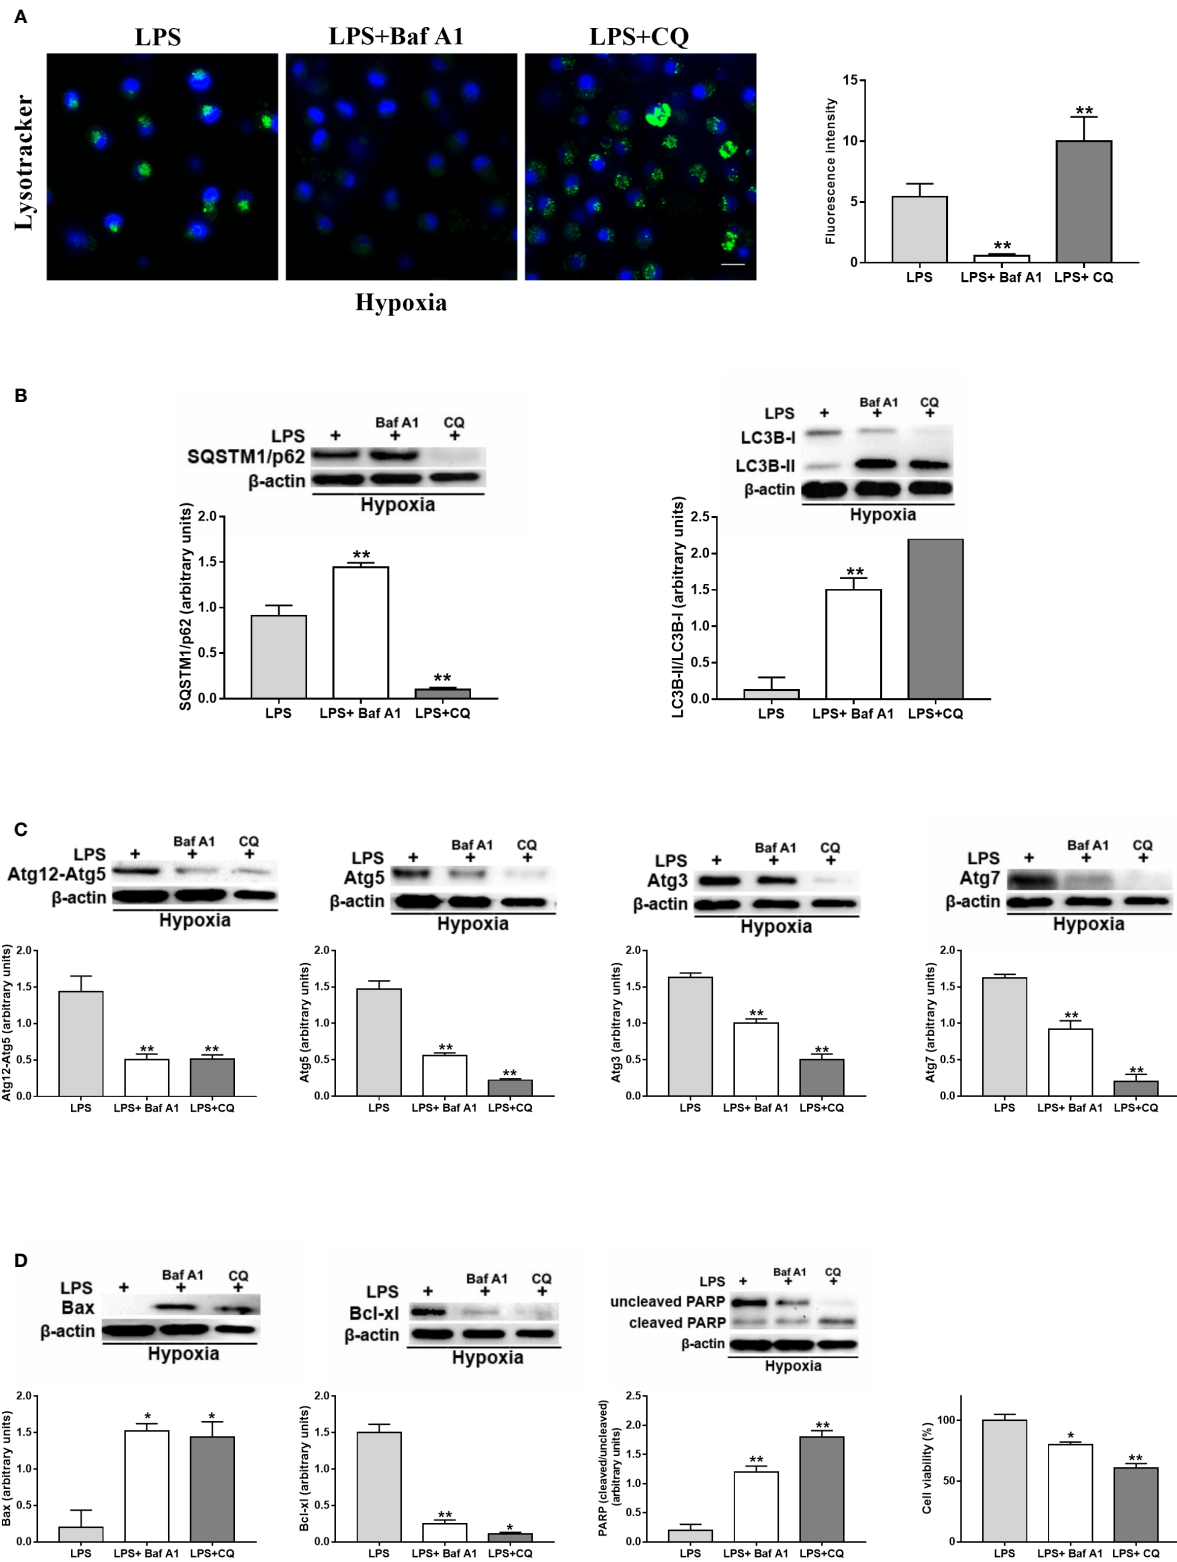 A
LPS
LPS+Baf A1
LPS+CQ
Lysotracker
Hypoxia
Fluorescence intensity
15
10
5
0
**
**
LPS
LPS+ Baf A1
LPS+ CQ
B
Baf A1
CQ
LPS
+
+
+
SQSTM1/p62
β-actin
Hypoxia
SQSTM1/p62 (arbitrary units)
2.0
1.5
1.0
0.5
0.0
**
**
LPS
LPS+ Baf A1
LPS+CQ
Baf A1
CQ
LPS
+
+
+
LC3B-I
LC3B-II
β-actin
Hypoxia
LC3B-II/LC3B-I (arbitrary units)
2.5
2.0
1.5
1.0
0.5
0.0
**
LPS
LPS+ Baf A1
LPS+CQ
C
Baf A1
CQ
LPS
+
+
+
Atg12-Atg5
β-actin
Hypoxia
Atg12-Atg5 (arbitrary units)
2.0
1.5
1.0
0.5
0.0
**
**
LPS
LPS+ Baf A1
LPS+CQ
Baf A1
CQ
LPS
+
+
+
Atg5
β-actin
Hypoxia
Atg5 (arbitrary units)
2.0
1.5
1.0
0.5
0.0
**
**
LPS
LPS+ Baf A1
LPS+CQ
Baf A1
CQ
LPS
+
+
+
Atg3
β-actin
Hypoxia
Atg3 (arbitrary units)
2.0
1.5
1.0
0.5
0.0
**
**
LPS
LPS+ Baf A1
LPS+CQ
Baf A1
CQ
LPS
+
+
+
Atg7
β-actin
Hypoxia
Atg7 (arbitrary units)
2.0
1.5
1.0
0.5
0.0
**
**
LPS
LPS+ Baf A1
LPS+CQ
D
Baf A1
CQ
LPS
+
+
+
Bax
β-actin
Hypoxia
Bax (arbitrary units)
2.0
1.5
1.0
0.5
0.0
*
*
LPS
LPS+ Baf A1
LPS+CQ
Baf A1
CQ
LPS
+
+
+
Bcl-xl
β-actin
Hypoxia
Bcl-xl (arbitrary units)
2.0
1.5
1.0
0.5
0.0
**
*
LPS
LPS+ Baf A1
LPS+CQ
Baf A1
CQ
LPS
+
+
+
uncleaved PARP
cleaved PARP
β-actin
Hypoxia
PARP (cleaved/uncleaved)
(arbitrary units)
2.5
2.0
1.5
1.0
0.5
0.0
**
**
LPS
LPS+ Baf A1
LPS+CQ
Cell viability (%)
100
50
0
*
**
LPS
LPS+ Baf A1
LPS+ CQ